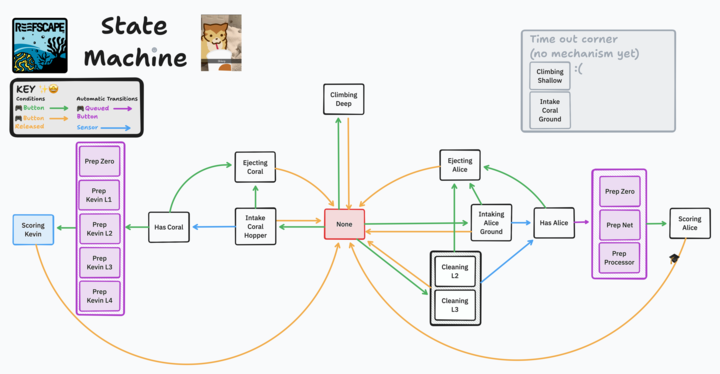 REEFSCAPE
State
Machine
Time out corner
(no mechanism yet)
Climbing
Shallow
:(
Intake
Coral
Ground
KEY
Conditions
Automatic Transitions
Button
Queued
Button
Button
Released
Sensor
Climbing
Deep
Prep Zero
Prep
Kevin L1
Prep
Kevin L2
Prep
Kevin L3
Prep
Kevin L4
Scoring
Kevin
Has Coral
Ejecting
Coral
Intake
Coral
Hopper
None
Ejecting
Alice
Intaking
Alice
Ground
Cleaning
L2
Cleaning
L3
Has Alice
Prep Zero
Prep Net
Prep
Processor
Scoring
Alice